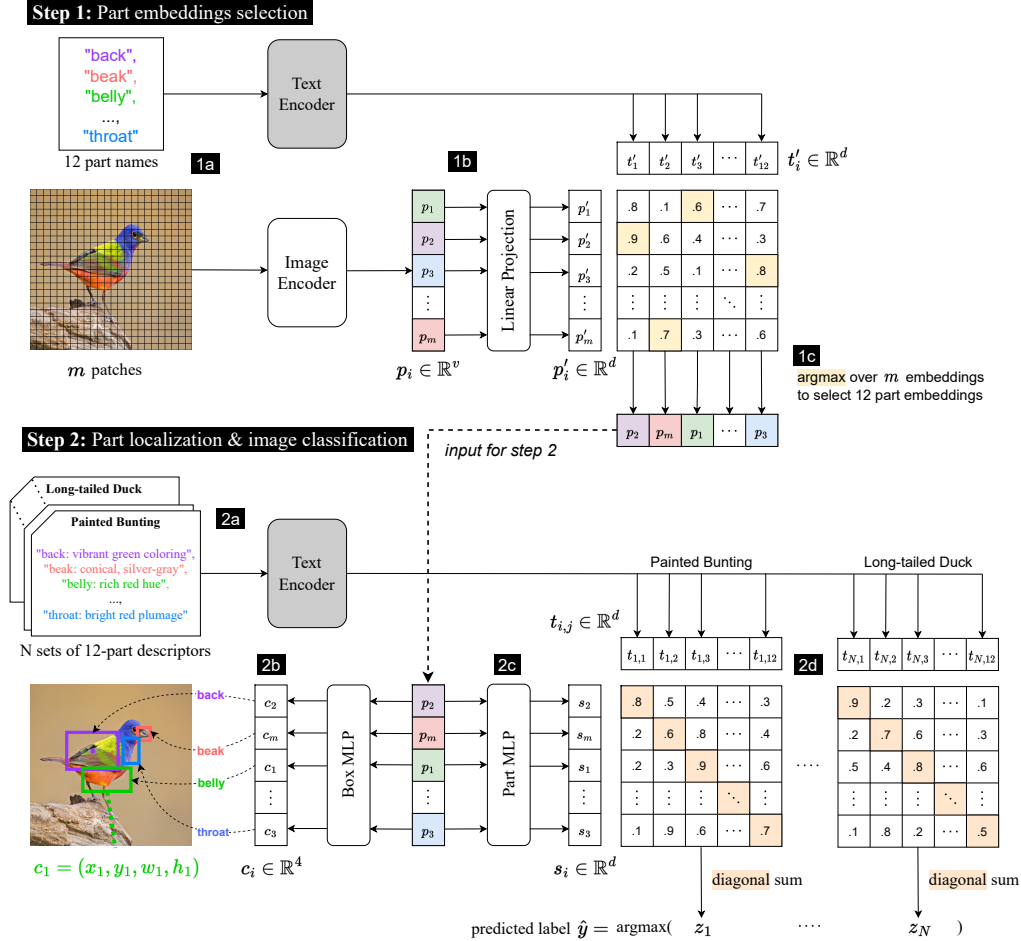 Step 1: Part embeddings selection
"back",
"beak",
"belly",
...,
"throat"
12 part names
Text
Encoder
1a
1b
t′1 t′2 t′3 ··· t′12
t′i ∈ ℝ^d
m patches
Image
Encoder
p1
p2
p3
⋮
pm
pi ∈ ℝ^v
Linear Projection
p′1
p′2
p′3
⋮
p′m
p′i ∈ ℝ^d
.8 .1 .6 ··· .7
.9 .6 .4 ··· .3
.2 .5 .1 ··· .8
⋮ ⋮ ⋮ ⋱ ⋮
.1 .7 .3 ··· .6
1c
argmax over m embeddings
to select 12 part embeddings
p2 pm p1 ··· p3
Step 2: Part localization & image classification
input for step 2
Long-tailed Duck
Painted Bunting
"back: vibrant green coloring",
"beak: conical, silver-gray",
"belly: rich red hue",
...,
"throat: bright red plumage"
N sets of 12-part descriptors
2a
Text
Encoder
Painted Bunting
Long-tailed Duck
ti,j ∈ ℝ^d
t1,1 t1,2 t1,3 ··· t1,12
2d
tN,1 tN,2 tN,3 ··· tN,12
2b
2c
back
beak
belly
throat
c1 = (x1, y1, w1, h1)
c2
cm
c1
⋮
c3
ci ∈ ℝ^4
Box MLP
p2
pm
p1
⋮
p3
Part MLP
s2
sm
s1
⋮
s3
si ∈ ℝ^d
.8 .5 .4 ··· .3
.2 .6 .8 ··· .4
.2 .3 .9 ··· .6
⋮ ⋮ ⋮ ⋱ ⋮
.1 .9 .6 ··· .7
····
.9 .2 .3 ··· .1
.2 .7 .6 ··· .3
.5 .4 .8 ··· .6
⋮ ⋮ ⋮ ⋱ ⋮
.1 .8 .2 ··· .5
diagonal sum
diagonal sum
predicted label ŷ = argmax( z1 ···· zN )